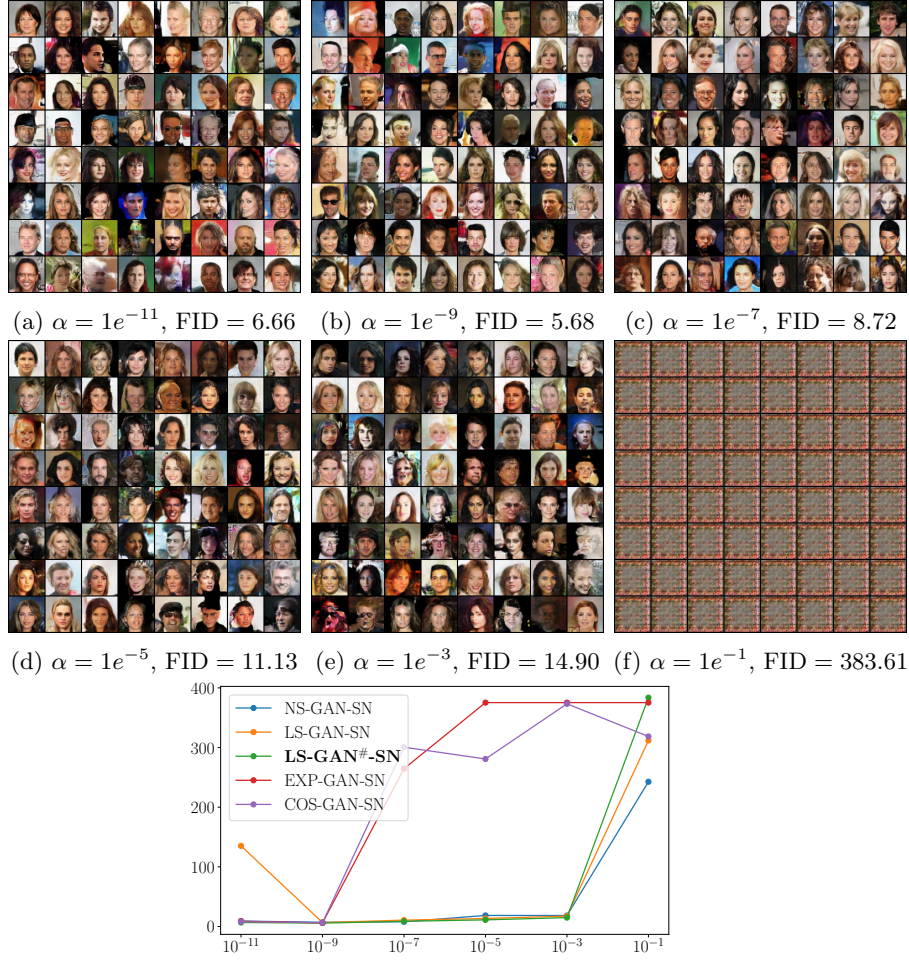 (a) α = 1e⁻¹¹, FID = 6.66 (b) α = 1e⁻⁹, FID = 5.68 (c) α = 1e⁻⁷, FID = 8.72
(d) α = 1e⁻⁵, FID = 11.13 (e) α = 1e⁻³, FID = 14.90 (f) α = 1e⁻¹, FID = 383.61
400
300
200
100
0
NS-GAN-SN
LS-GAN-SN
LS-GAN#-SN
EXP-GAN-SN
COS-GAN-SN
10⁻¹¹ 10⁻⁹ 10⁻⁷ 10⁻⁵ 10⁻³ 10⁻¹